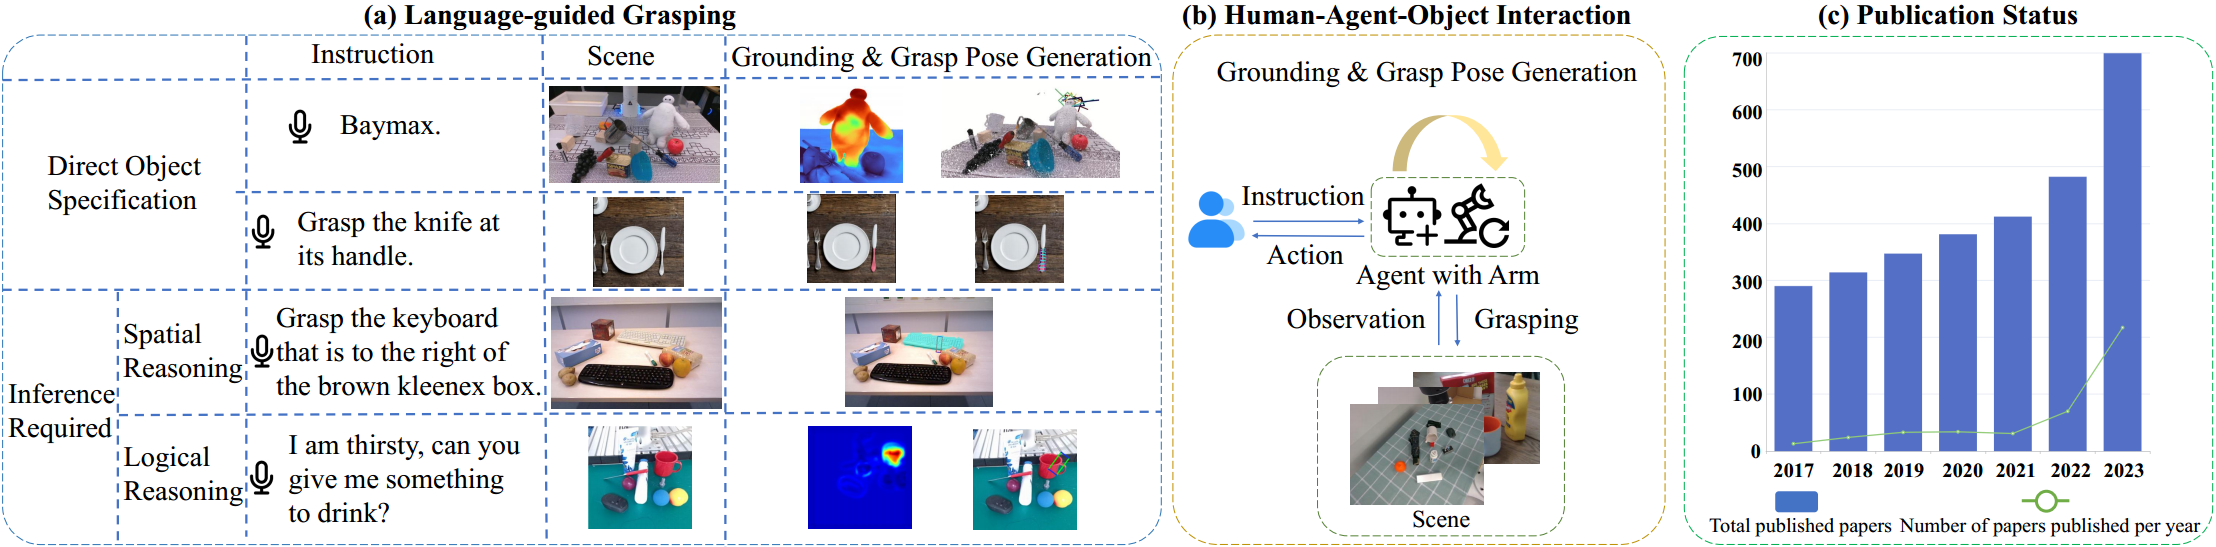 (a) Language-guided Grasping
Instruction
Scene
Grounding & Grasp Pose Generation
Direct Object
Specification
Baymax.
Grasp the knife at
its handle.
Inference
Required
Spatial
Reasoning
Grasp the keyboard
that is to the right of
the brown kleenex box.
Logical
Reasoning
I am thirsty, can you
give me something
to drink?
(b) Human-Agent-Object Interaction
Grounding & Grasp Pose Generation
Instruction
Action
Agent with Arm
Observation
Grasping
Scene
(c) Publication Status
700
600
500
400
300
200
100
0
2017 2018 2019 2020 2021 2022 2023
Total published papers
Number of papers published per year